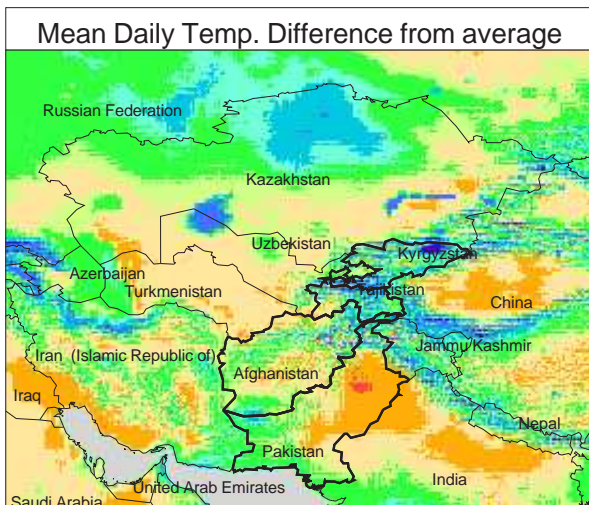 Mean Daily Temp. Difference from average
Russian Federation
Kazakhstan
Uzbekistan
Kyrgyzstan
Azerbaijan
Turkmenistan
Tajikistan
China
Jammu/Kashmir
Iran (Islamic Republic of)
Afghanistan
Iraq
Nepal
Pakistan
India
United Arab Emirates
Saudi Arabia